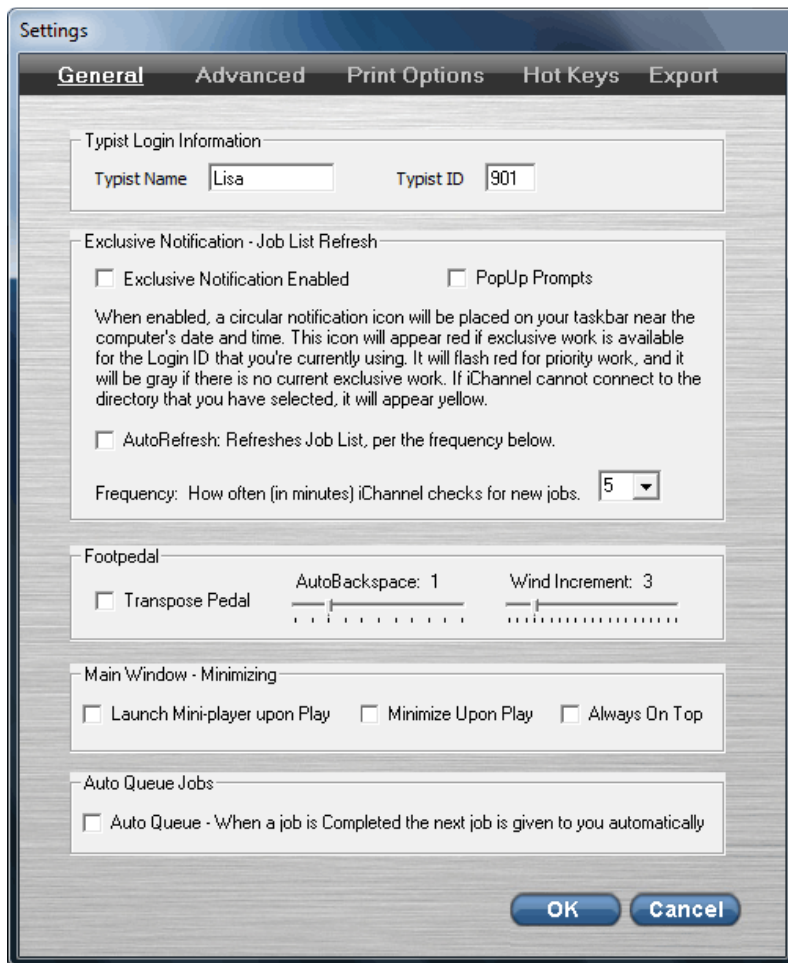 Settings
General Advanced Print Options Hot Keys Export
Typist Login Information
Typist Name Lisa Typist ID 901
Exclusive Notification - Job List Refresh
Exclusive Notification Enabled PopUp Prompts
When enabled, a circular notification icon will be placed on your taskbar near the
computer's date and time. This icon will appear red if exclusive work is available
for the Login ID that you're currently using. It will flash red for priority work, and it
will be gray if there is no current exclusive work. If iChannel cannot connect to the
directory that you have selected, it will appear yellow.
AutoRefresh: Refreshes Job List, per the frequency below.
Frequency: How often (in minutes) iChannel checks for new jobs. 5
Footpedal
Transpose Pedal AutoBackspace: 1 Wind Increment: 3
Main Window - Minimizing
Launch Mini-player upon Play Minimize Upon Play Always On Top
Auto Queue Jobs
Auto Queue - When a job is Completed the next job is given to you automatically
OK Cancel